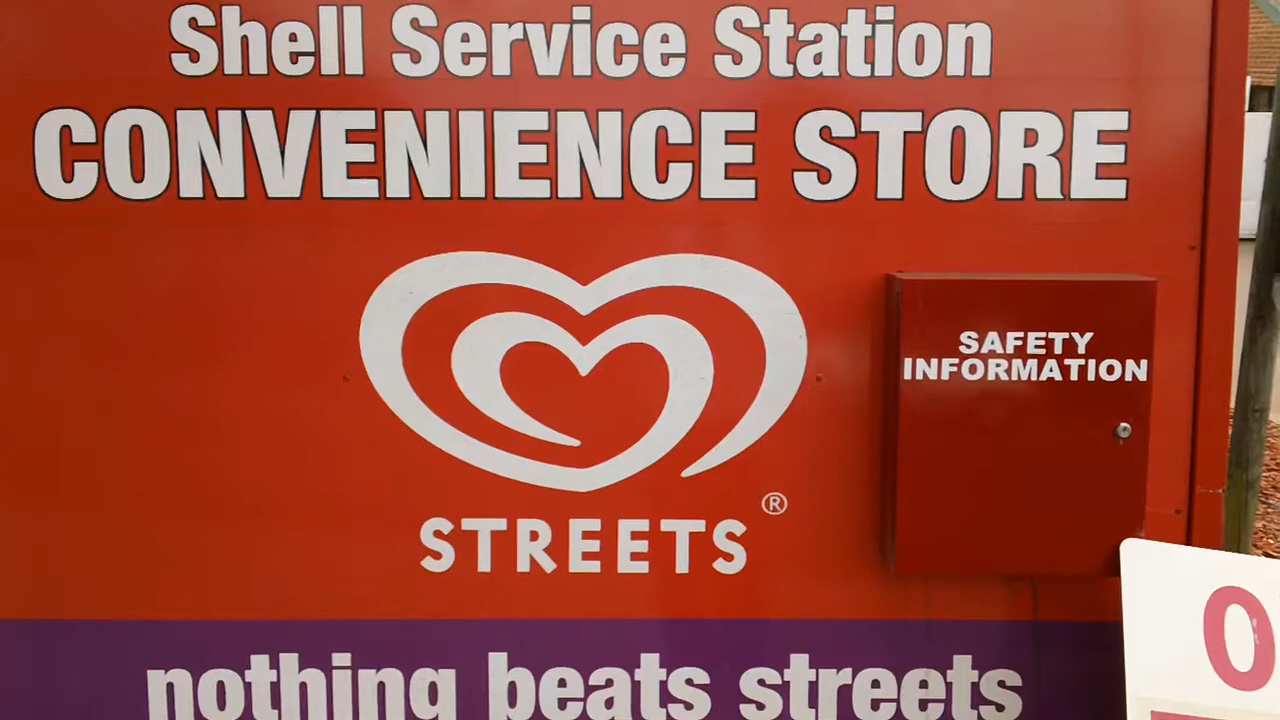 Shell Service Station
CONVENIENCE STORE
SAFETY
INFORMATION
STREETS®
nothing beats streets
O